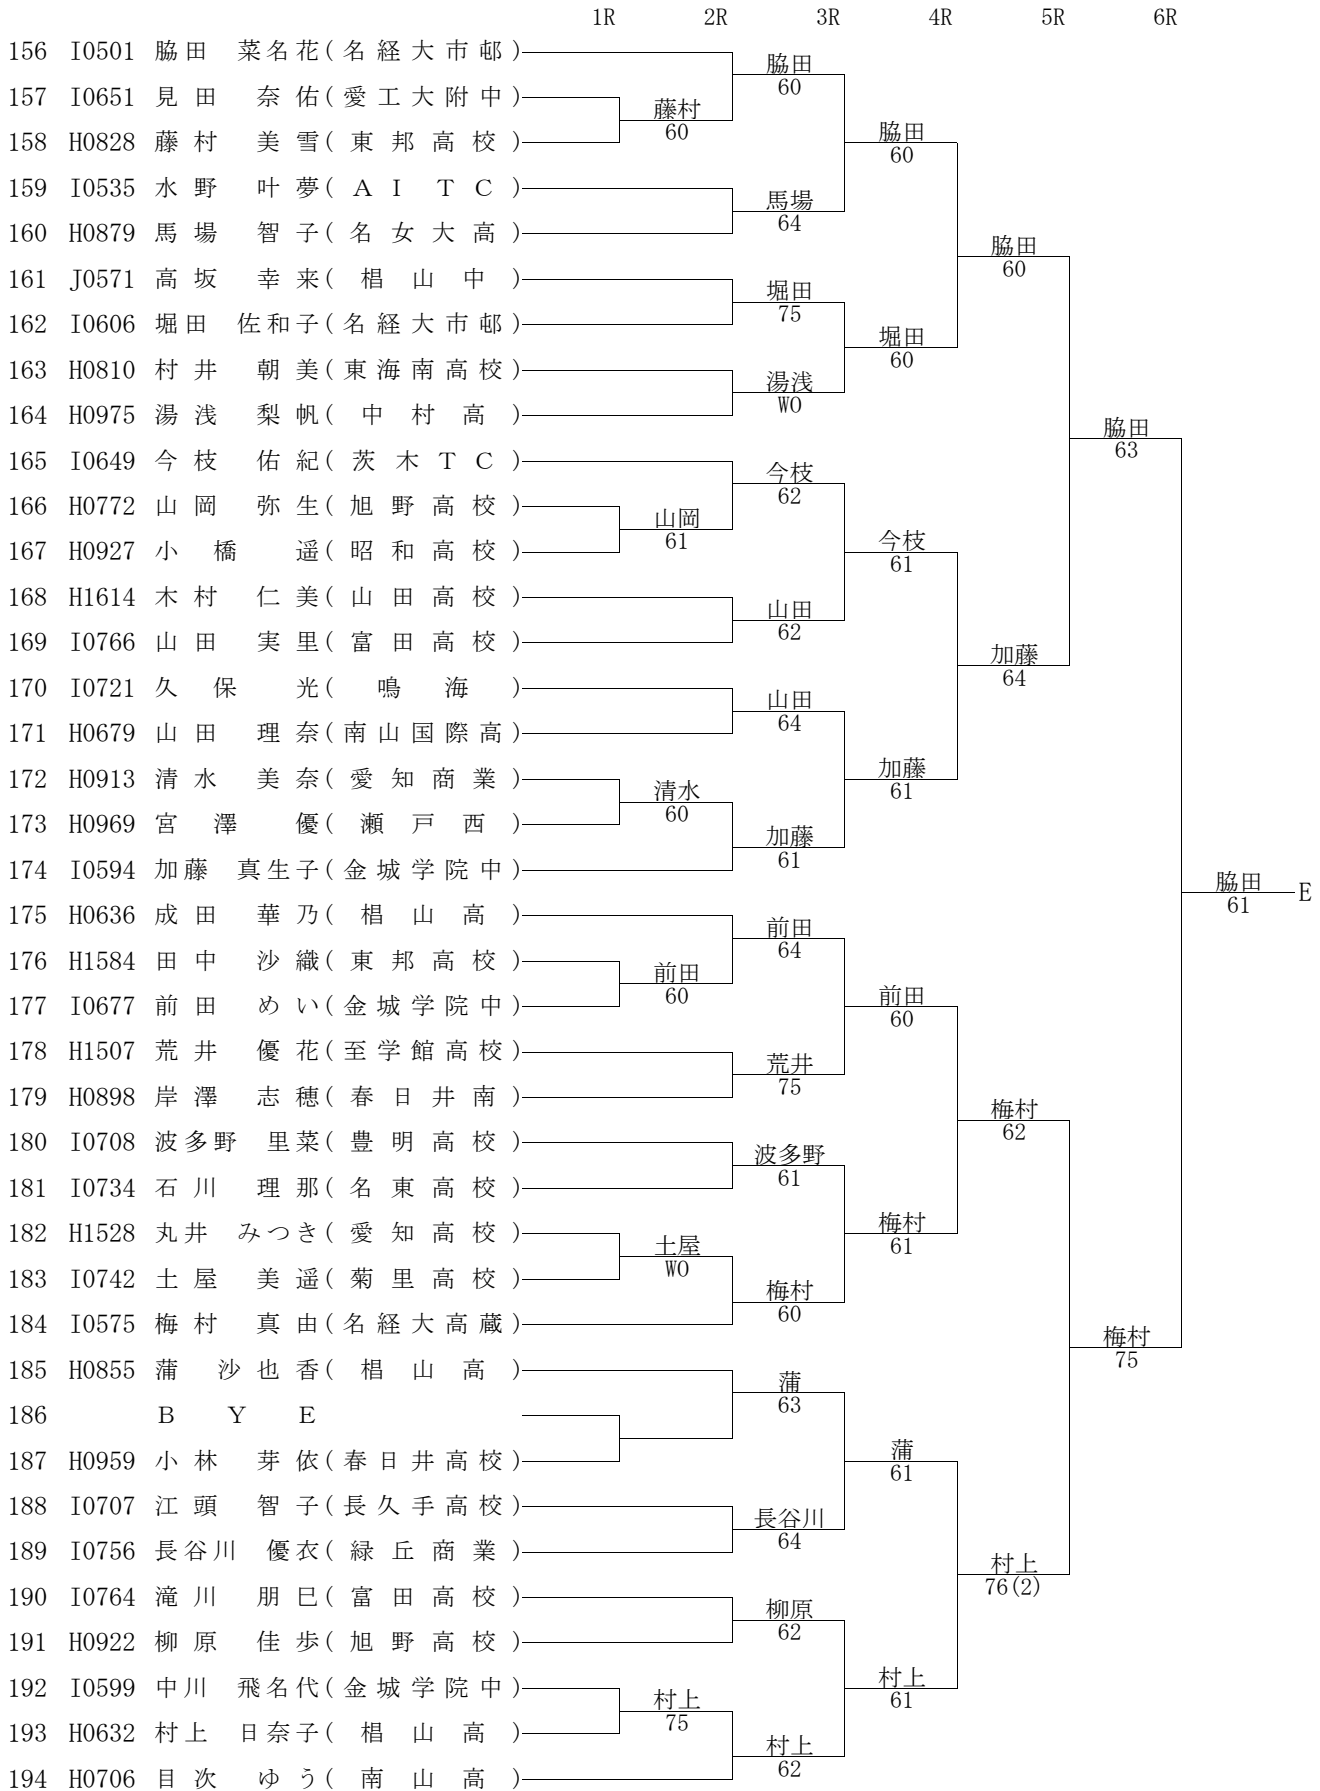 1R 2R 3R 4R 5R 6R
156 I0501 脇田 菜名花(名経大市邨)
脇田
60
157 I0651 見田 奈佑(愛工大附中)
藤村
60
158 H0828 藤村 美雪(東邦高校)
脇田
60
159 I0535 水野 叶夢(AI TC)
馬場
64
160 H0879 馬場 智子(名女大高)
脇田
60
161 J0571 高坂 幸来(椙山中)
堀田
75
162 I0606 堀田 佐和子(名経大市邨)
堀田
60
163 H0810 村井 朝美(東海南高校)
湯浅
WO
164 H0975 湯浅 梨帆(中村高)
脇田
63
165 I0649 今枝 佑紀(茨木TC)
今枝
62
166 H0772 山岡 弥生(旭野高校)
山岡
61
167 H0927 小橋 遥(昭和高校)
今枝
61
168 H1614 木村 仁美(山田高校)
山田
62
169 I0766 山田 実里(富田高校)
加藤
64
170 I0721 久保 光(鳴海)
山田
64
171 H0679 山田 理奈(南山国際高)
加藤
61
172 H0913 清水 美奈(愛知商業)
清水
60
173 H0969 宮澤 優(瀬戸西)
加藤
61
174 I0594 加藤 真生子(金城学院中)
脇田
61
E
175 H0636 成田 華乃(椙山高)
前田
64
176 H1584 田中 沙織(東邦高校)
前田
60
177 I0677 前田 めい(金城学院中)
前田
60
178 H1507 荒井 優花(至学館高校)
荒井
75
179 H0898 岸澤 志穂(春日井南)
梅村
62
180 I0708 波多野 里菜(豊明高校)
波多野
61
181 I0734 石川 理那(名東高校)
梅村
61
182 H1528 丸井 みつき(愛知高校)
土屋
WO
183 I0742 土屋 美遥(菊里高校)
梅村
60
184 I0575 梅村 真由(名経大高蔵)
梅村
75
185 H0855 蒲 沙也香(椙山高)
蒲
63
186 BYE
187 H0959 小林 芽依(春日井高校)
蒲
61
188 I0707 江頭 智子(長久手高校)
長谷川
64
189 I0756 長谷川 優衣(緑丘商業)
村上
76(2)
190 I0764 滝川 朋巳(富田高校)
柳原
62
191 H0922 柳原 佳歩(旭野高校)
村上
61
192 I0599 中川 飛名代(金城学院中)
村上
75
193 H0632 村上 日奈子(椙山高)
村上
62
194 H0706 目次 ゆう(南山高)